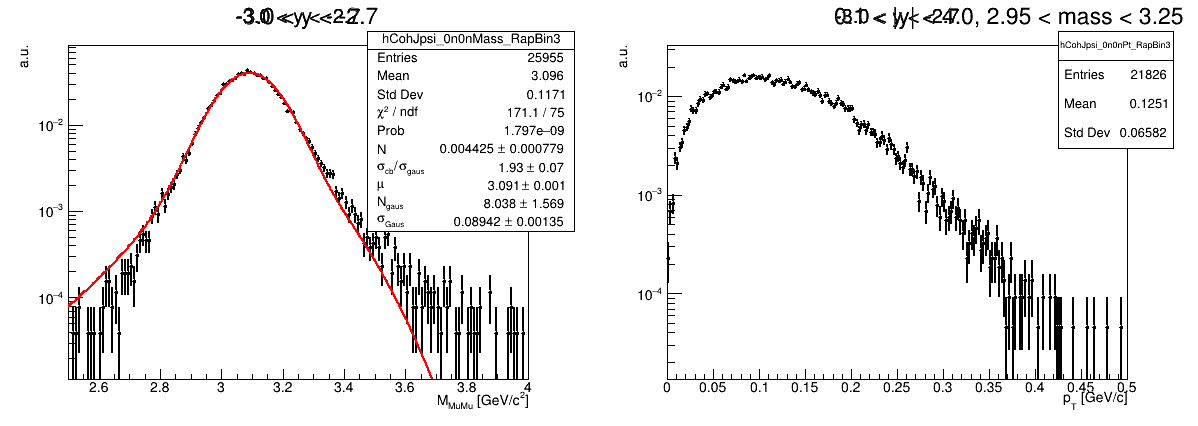 a.u.
hCohJpsi_0n0nMass_RapBin3
Entries 25955
Mean 3.096
Std Dev 0.1171
χ² / ndf 171.1 / 75
Prob 1.797e−09
N 0.004425 ± 0.000779
σcb/σgaus 1.93 ± 0.07
μ 3.091 ± 0.001
Ngaus 8.038 ± 1.569
σGaus 0.08942 ± 0.00135
10−2
10−3
10−4
2.6 2.8 3 3.2 3.4 3.6 3.8 4
MMuMu [GeV/c²]
, 2.95 < mass < 3.25
a.u.
hCohJpsi_0n0nPt_RapBin3
Entries 21826
Mean 0.1251
Std Dev 0.06582
10−2
10−3
10−4
0 0.05 0.1 0.15 0.2 0.25 0.3 0.35 0.4 0.45 0.5
pT [GeV/c]